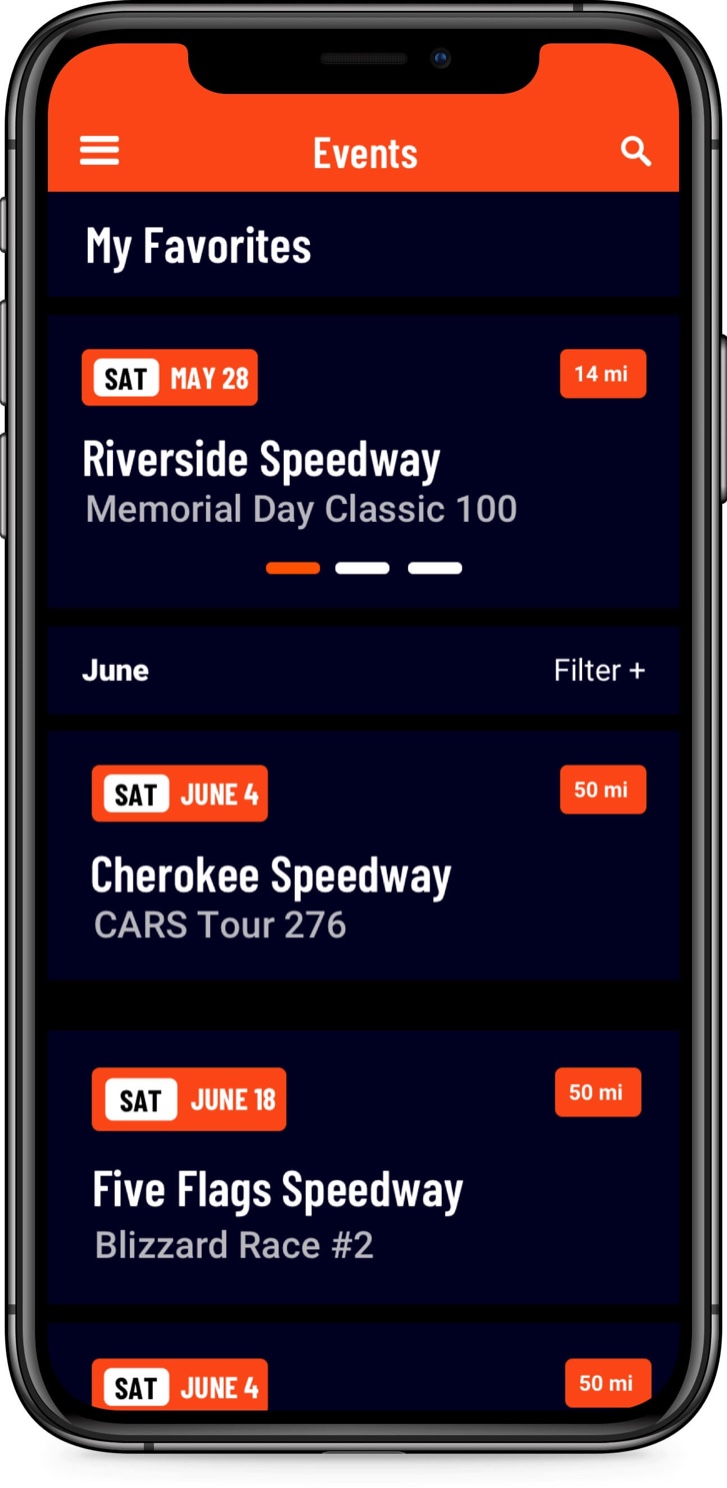 Events
My Favorites
SAT MAY 28
14 mi
Riverside Speedway
Memorial Day Classic 100
June
Filter +
SAT JUNE 4
50 mi
Cherokee Speedway
CARS Tour 276
SAT JUNE 18
50 mi
Five Flags Speedway
Blizzard Race #2
SAT JUNE 4
50 mi